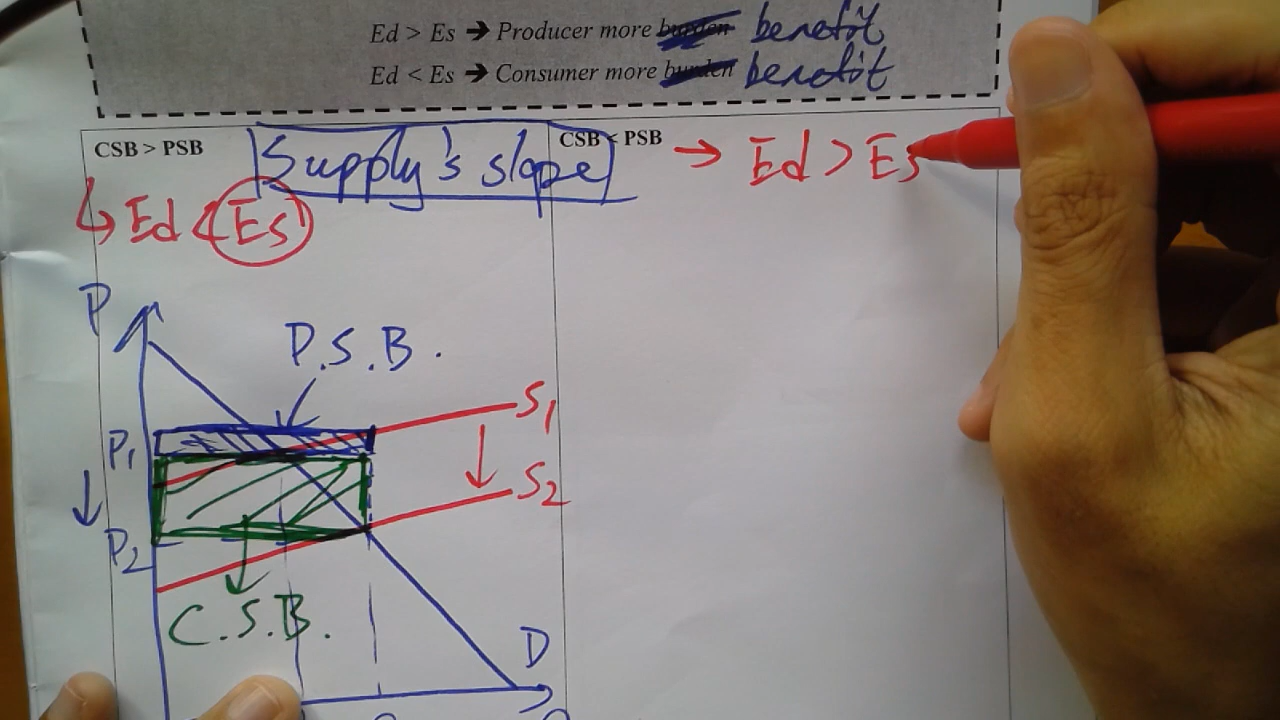 Ed > Es ➔ Producer more burden benefit
Ed < Es ➔ Consumer more burden benefit
CSB > PSB
Supply's slope
CSB < PSB → Ed > Es
↳ Ed < Es
P
P.S.B.
S1
P1
S2
P2
C.S.B.
D